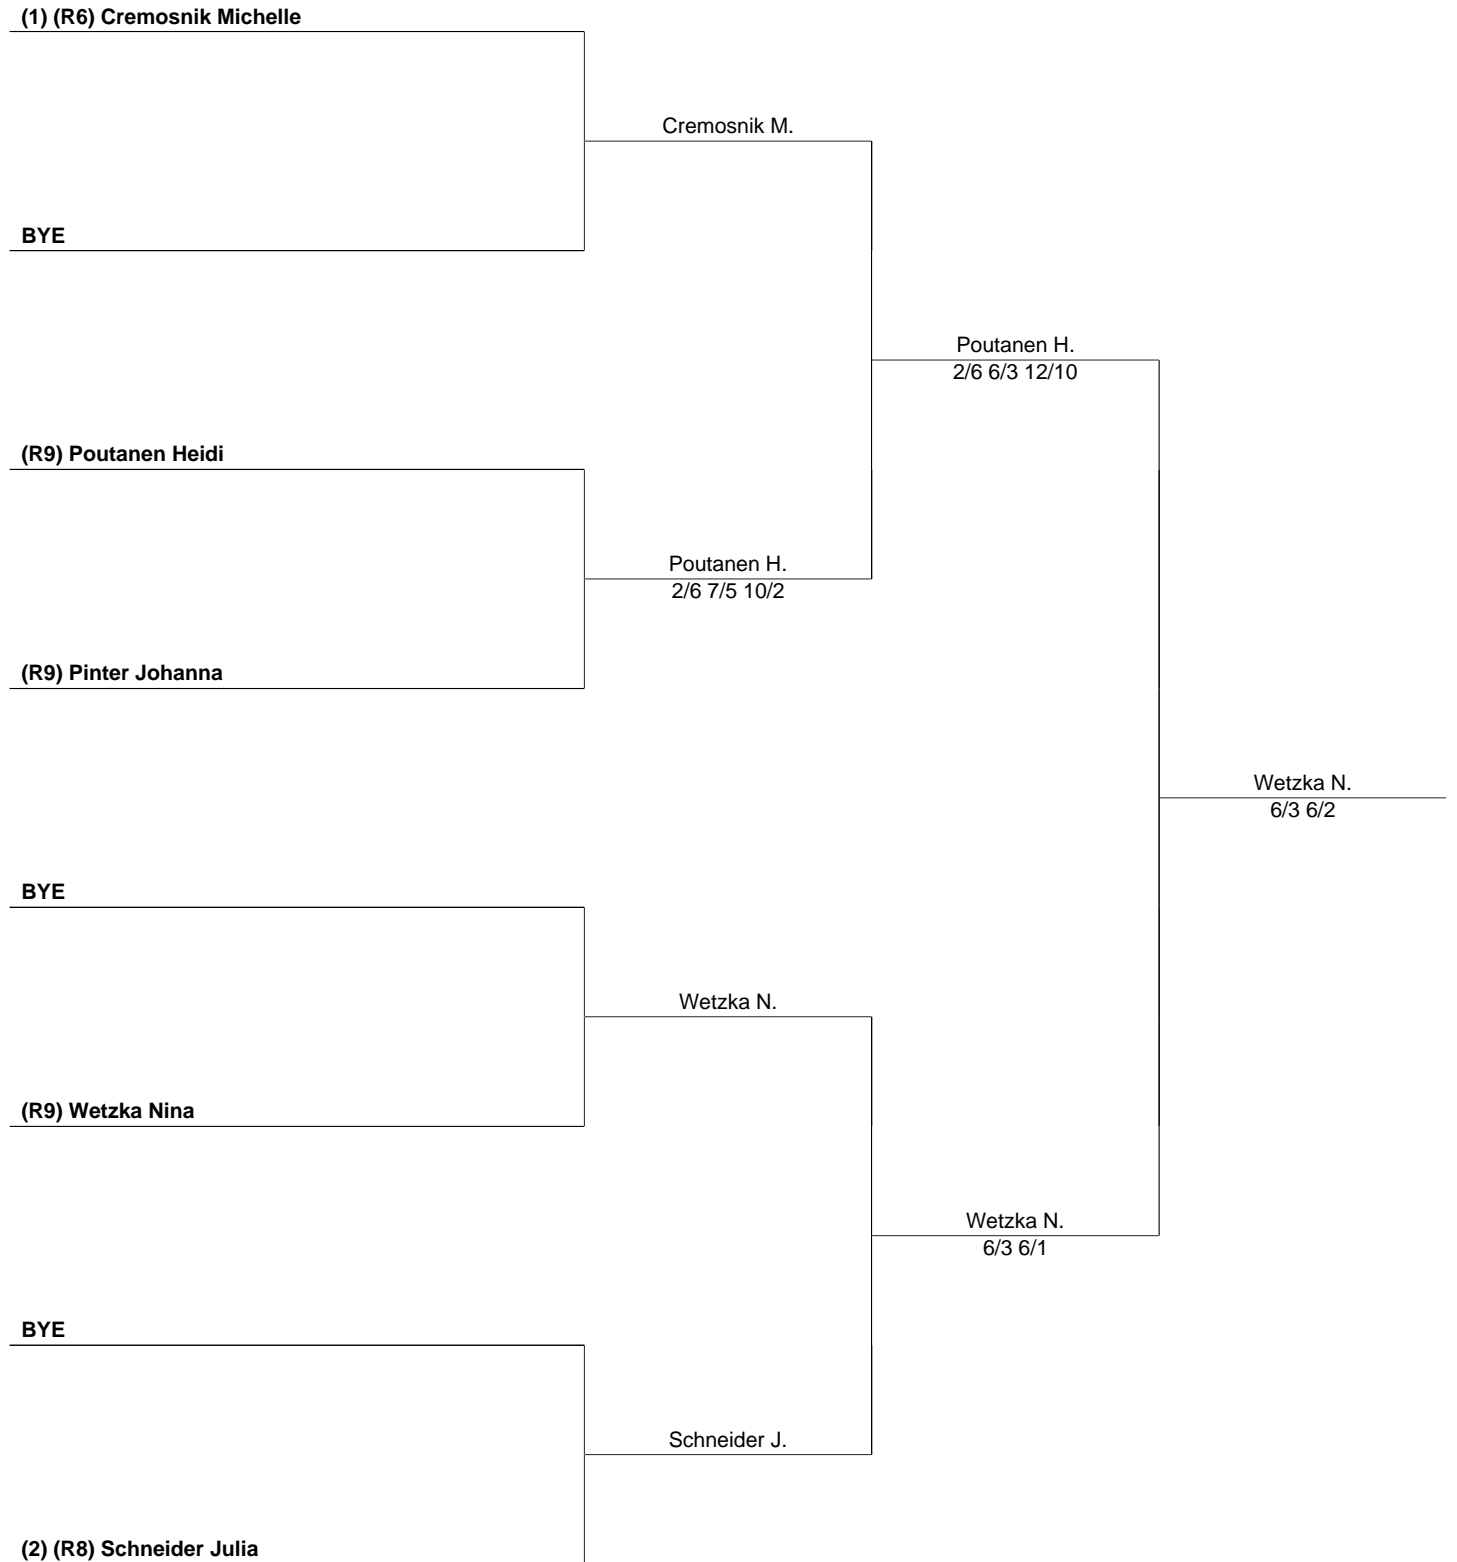 (1) (R6) Cremosnik Michelle
Cremosnik M.
BYE
Poutanen H.
2/6 6/3 12/10
(R9) Poutanen Heidi
Poutanen H.
2/6 7/5 10/2
(R9) Pinter Johanna
Wetzka N.
6/3 6/2
BYE
Wetzka N.
(R9) Wetzka Nina
Wetzka N.
6/3 6/1
BYE
Schneider J.
(2) (R8) Schneider Julia